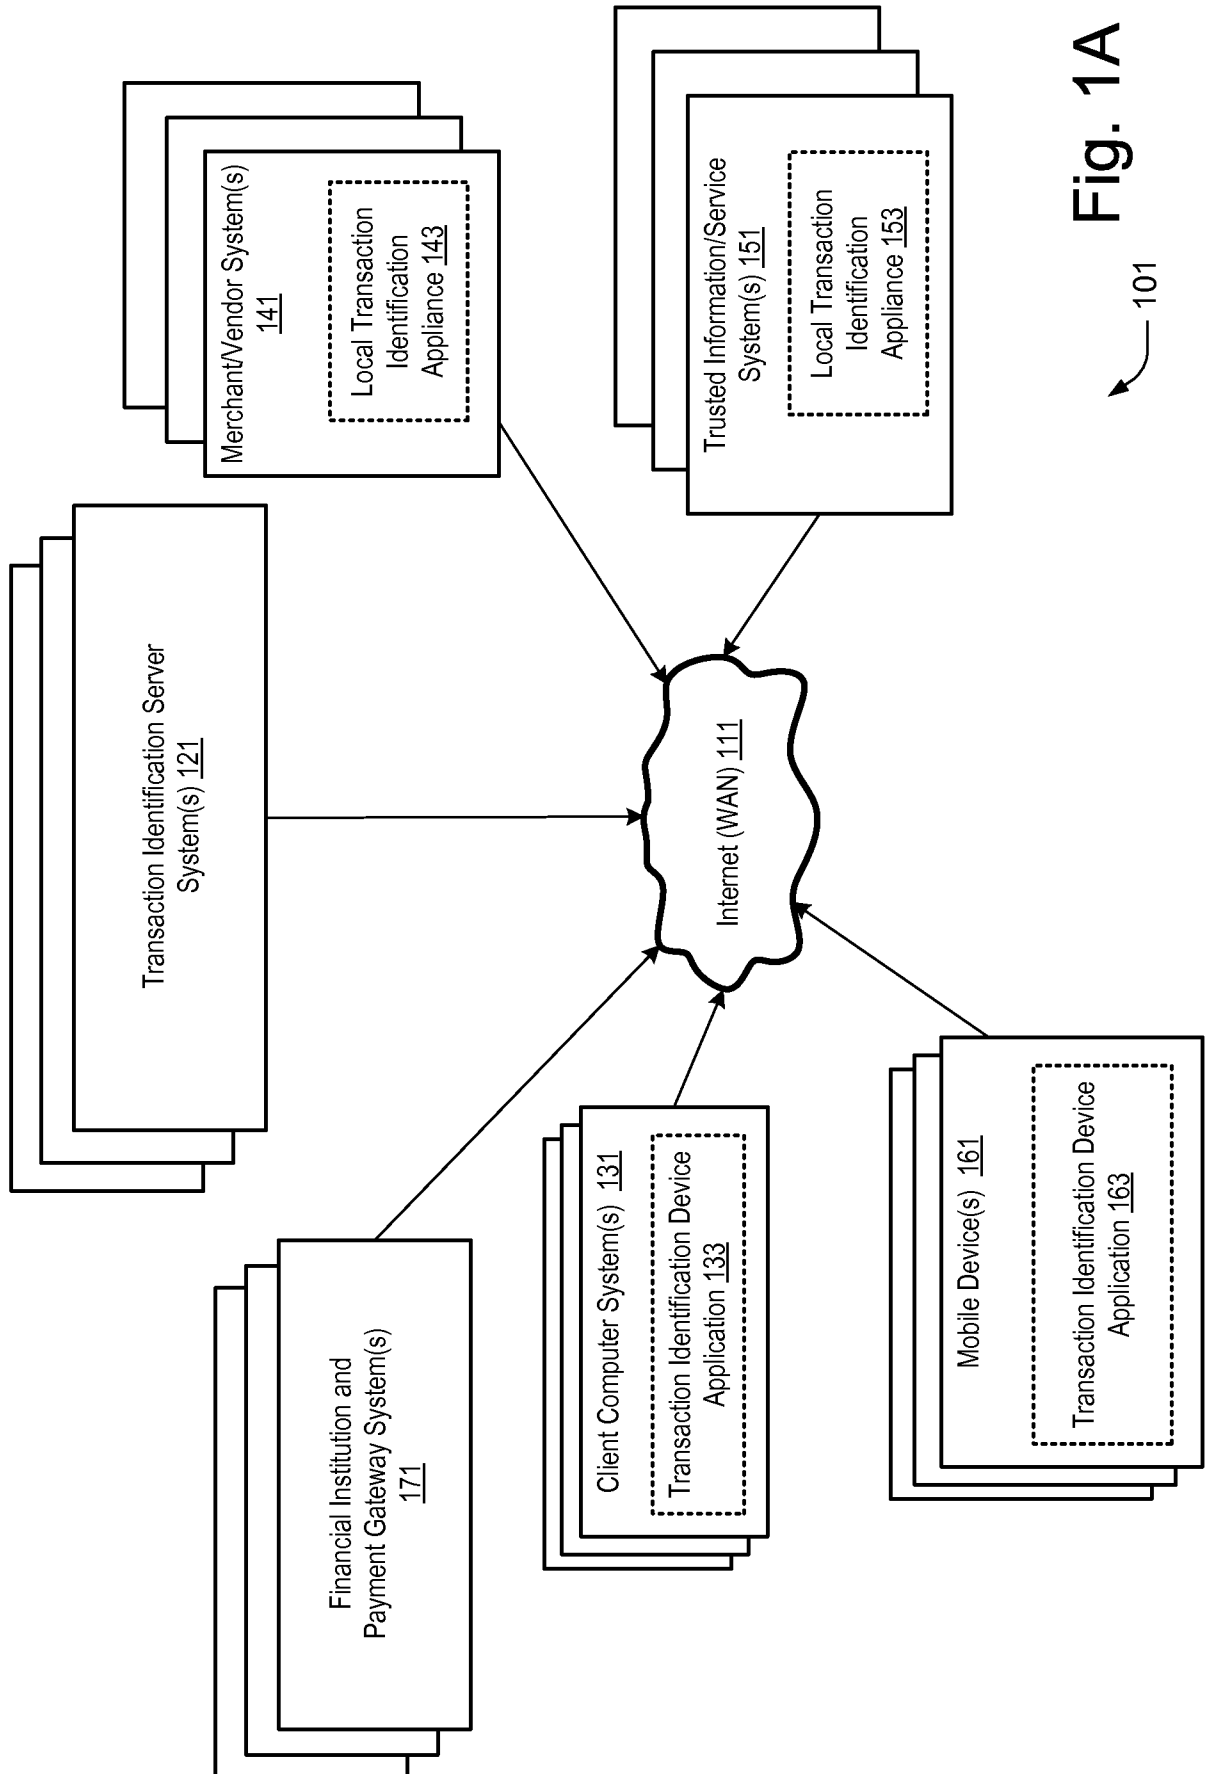 Transaction Identification Server
System(s) 121
Financial Institution and
Payment Gateway System(s)
171
Merchant/Vendor System(s)
141
Local Transaction
Identification
Appliance 143
Client Computer System(s) 131
Transaction Identification Device
Application 133
Internet (WAN) 111
Trusted Information/Service
System(s) 151
Local Transaction
Identification
Appliance 153
Mobile Device(s) 161
Transaction Identification Device
Application 163
101
Fig. 1A